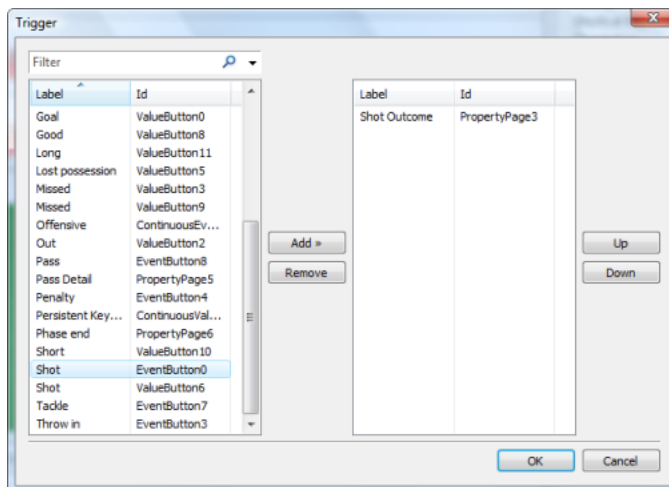 Trigger
Filter
Label Id
Goal ValueButton0
Good ValueButton8
Long ValueButton11
Lost possession ValueButton5
Missed ValueButton3
Missed ValueButton9
Offensive ContinuousEv...
Out ValueButton2
Pass EventButton8
Pass Detail PropertyPage5
Penalty EventButton4
Persistent Key... ContinuousVal...
Phase end PropertyPage6
Short ValueButton10
Shot EventButton0
Shot ValueButton6
Tackle EventButton7
Throw in EventButton3
Add »
Remove
Label Id
Shot Outcome PropertyPage3
Up
Down
OK Cancel